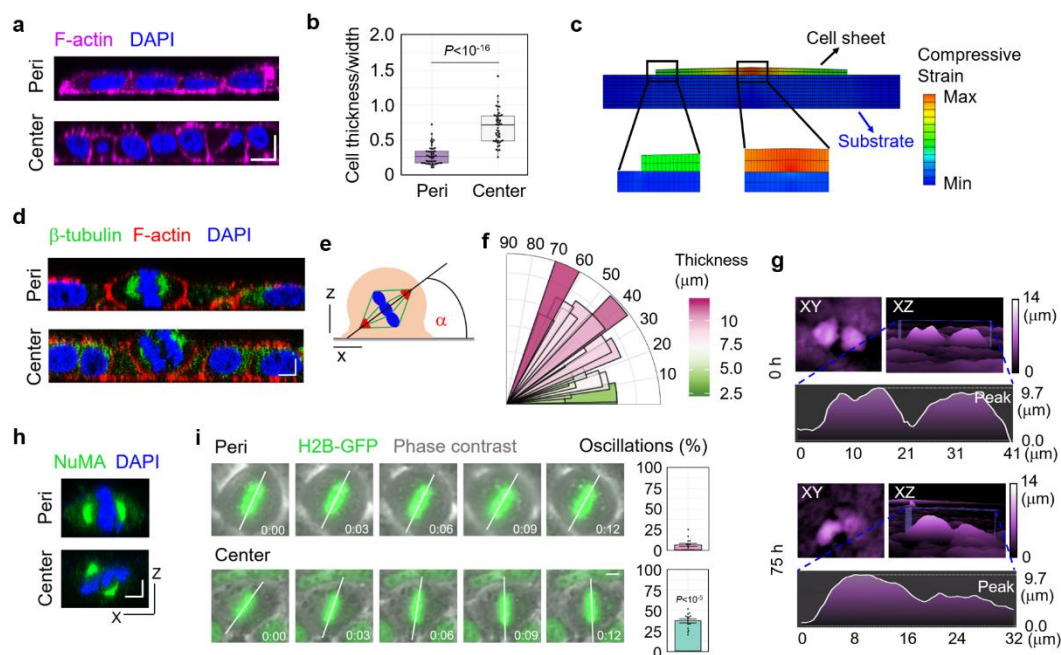 a
F-actin DAPI
Peri
Center
b
Cell thickness/width
2.0
1.5
1.0
0.5
0
P<10-16
Peri Center
c
Cell sheet
Compressive
Strain
Max
Min
Substrate
d
β-tubulin F-actin DAPI
Peri
Center
e
z
x
α
f
90 80 70 60 50 40 30 20 10
Thickness
(μm)
10
7.5
5.0
2.5
g
0 h
XY
XZ
14
(μm)
0
Peak
9.7
(μm)
0.0
0 10 21 31 41 (μm)
75 h
XY
XZ
14
(μm)
0
Peak
9.7
(μm)
0.0
0 8 16 24 32 (μm)
h
NuMA DAPI
Peri
Center
Z
X
i
Peri H2B-GFP Phase contrast Oscillations (%)
0:00 0:03 0:06 0:09 0:12
100
75
50
25
0
Center
0:00 0:03 0:06 0:09 0:12
100
75
50
25
0
P<10-5